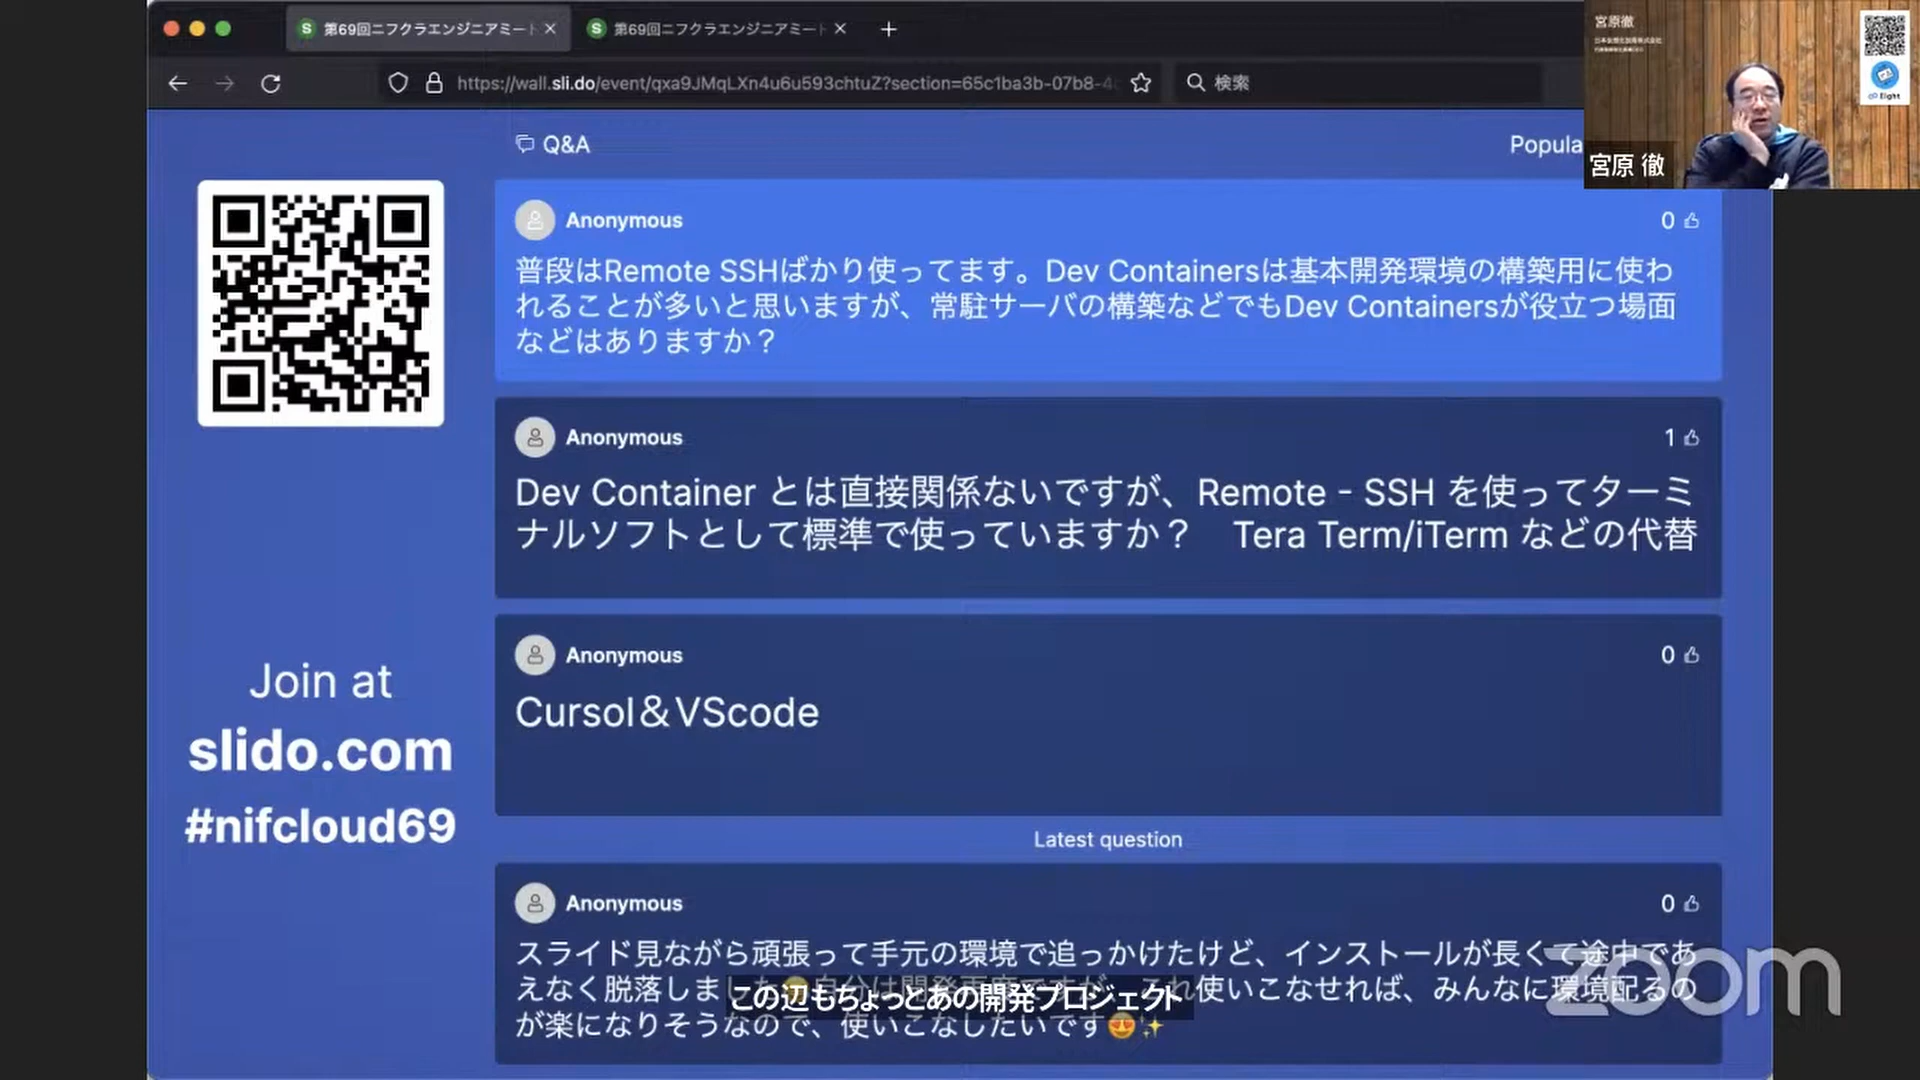 第69回ニフクラエンジニアミート
第69回ニフクラエンジニアミート
https://wall.sli.do/event/qxa9JMqLXn4u6u593chtuZ?section=65c1ba3b-07b8-4
検索
宮原徹
宮原 徹
Q&A
Popula
Anonymous
0
普段はRemote SSHばかり使ってます。Dev Containersは基本開発環境の構築用に使わ
れることが多いと思いますが、常駐サーバの構築などでもDev Containersが役立つ場面
などはありますか？
Anonymous
1
Dev Container とは直接関係ないですが、Remote - SSH を使ってターミ
ナルソフトとして標準で使っていますか？　Tera Term/iTerm などの代替
Anonymous
0
Cursol＆VScode
Latest question
Anonymous
0
スライド見ながら頑張って手元の環境で追っかけたけど、インストールが長くて途中であ
えなく脱落しまし
使いこなせれば、みんなに環境配るの
が楽になりそうなので、使いこなしたいです😍✨
この辺もちょっとあの開発プロジェクト
Join at
slido.com
#nifcloud69
zoom